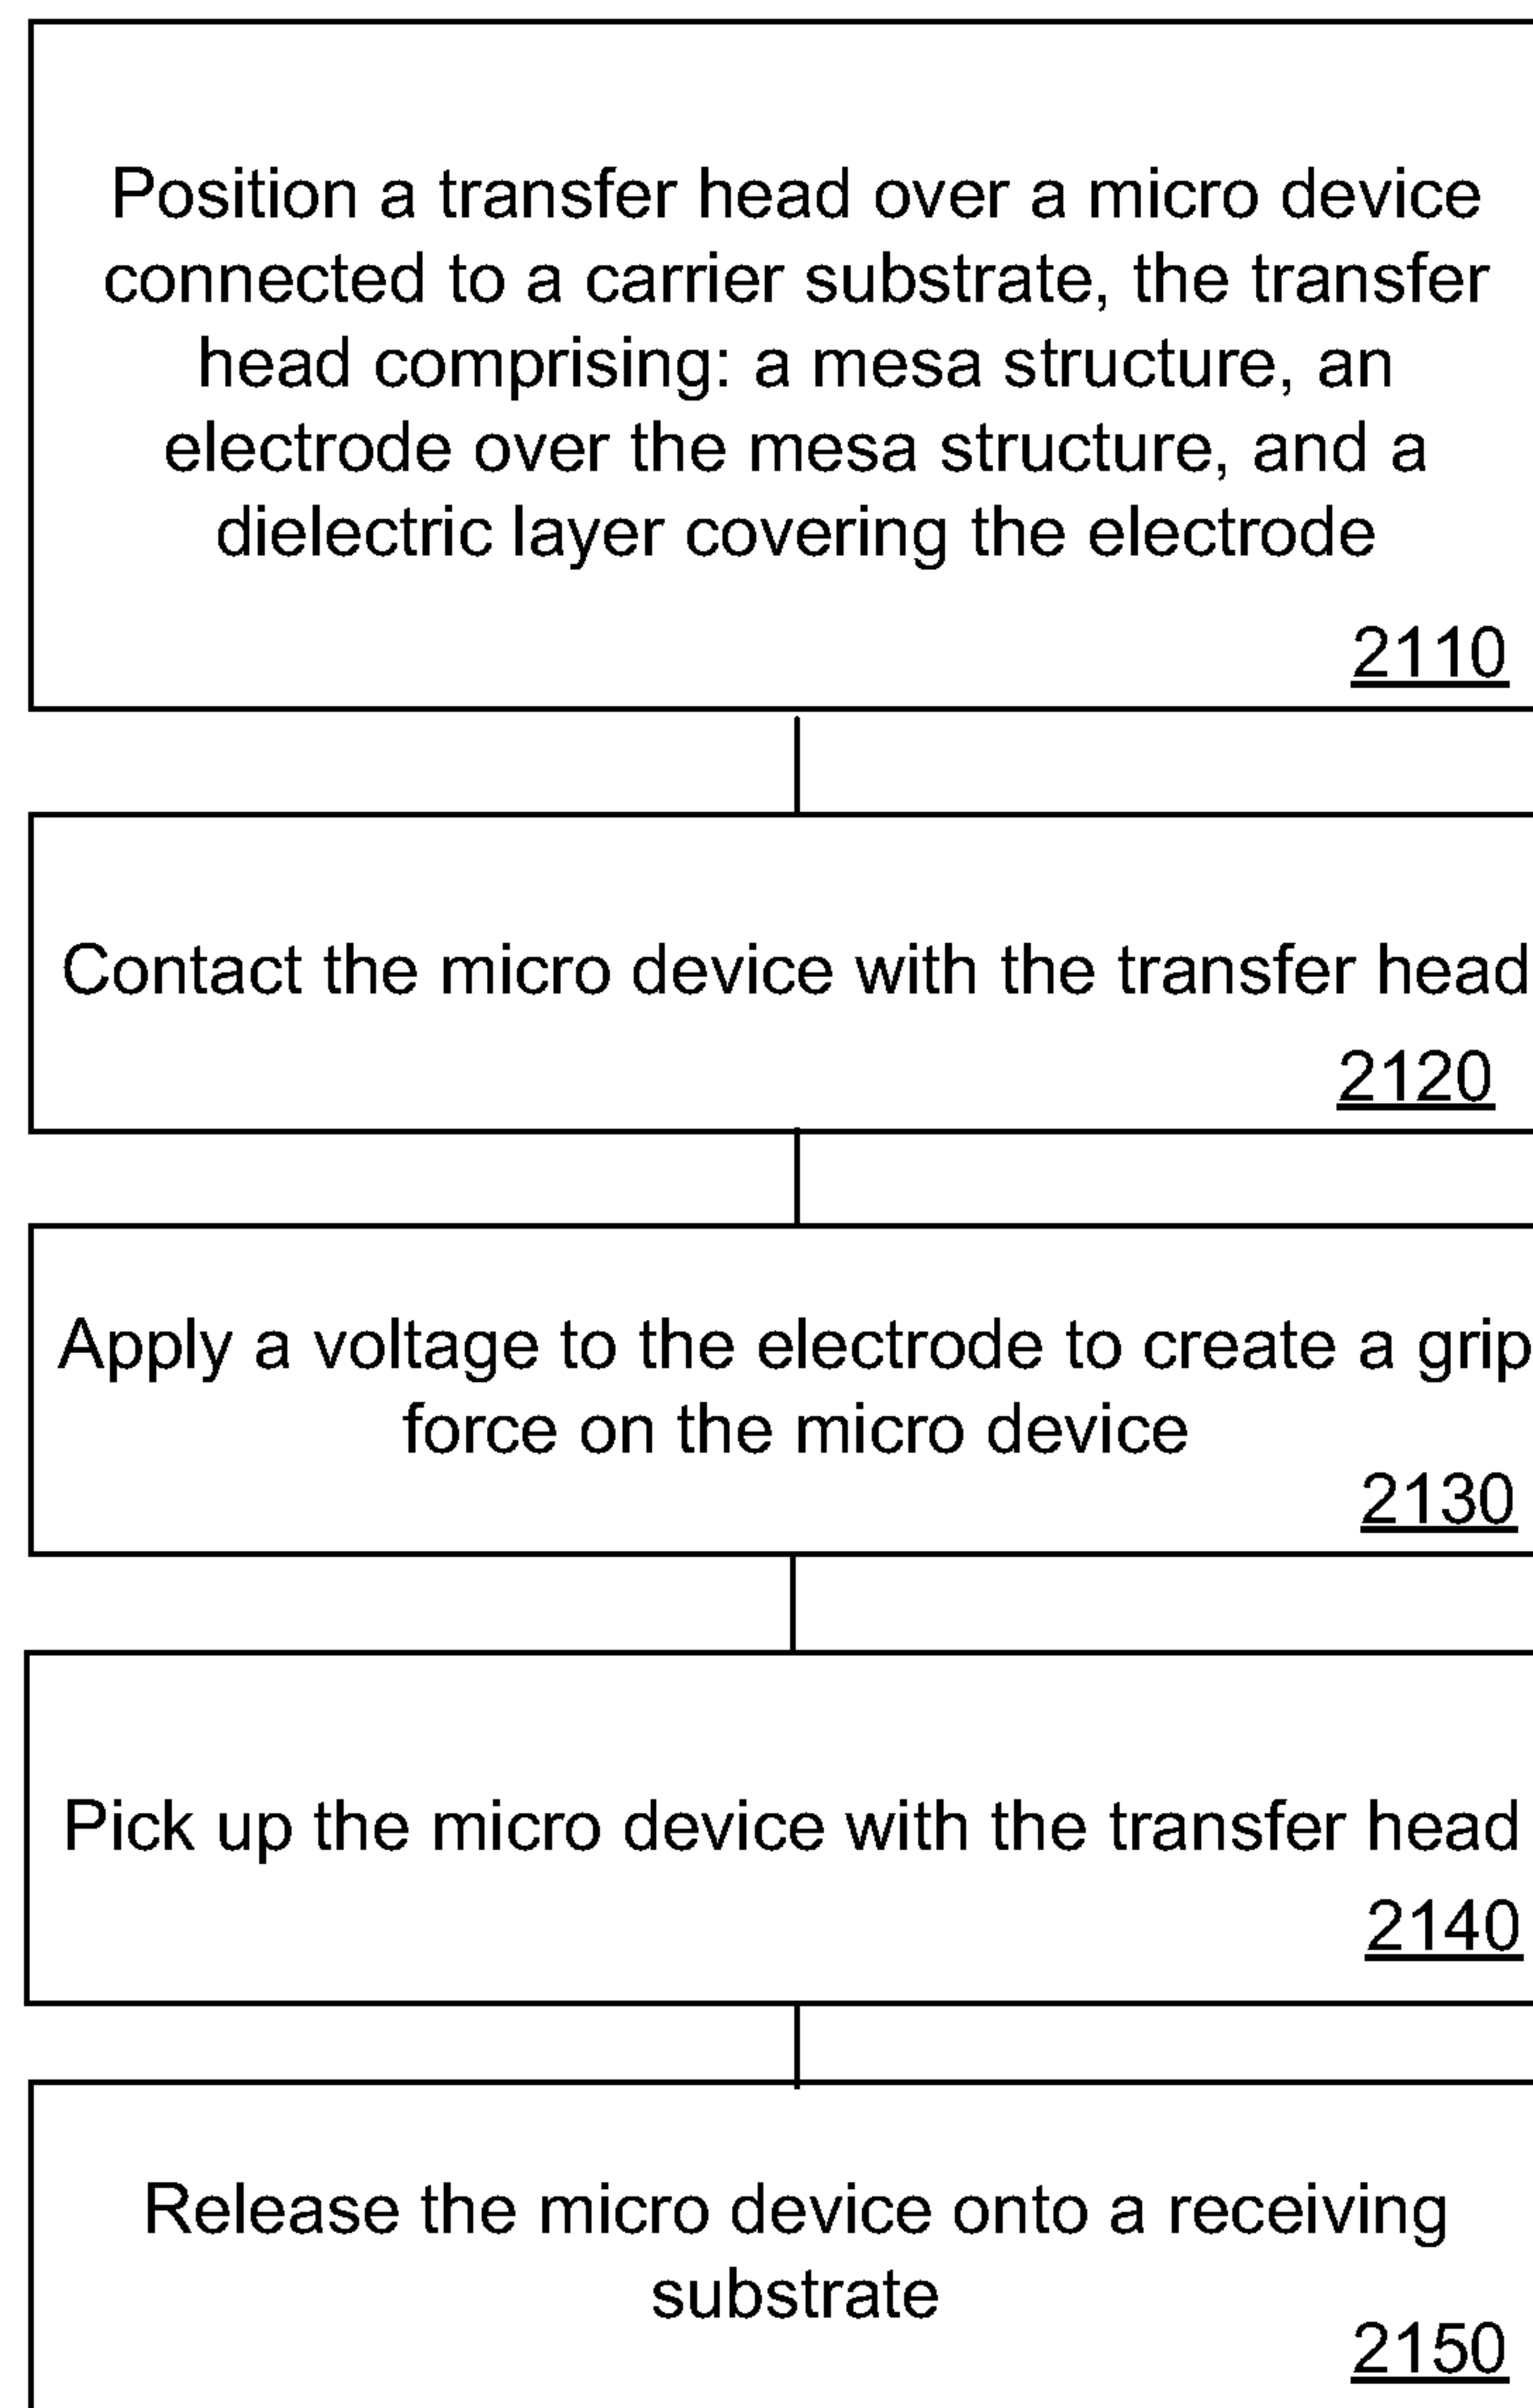 Position a transfer head over a micro device
connected to a carrier substrate, the transfer
head comprising: a mesa structure, an
electrode over the mesa structure, and a
dielectric layer covering the electrode
2110
Contact the micro device with the transfer head
2120
Apply a voltage to the electrode to create a grip
force on the micro device
2130
Pick up the micro device with the transfer head
2140
Release the micro device onto a receiving
substrate
2150